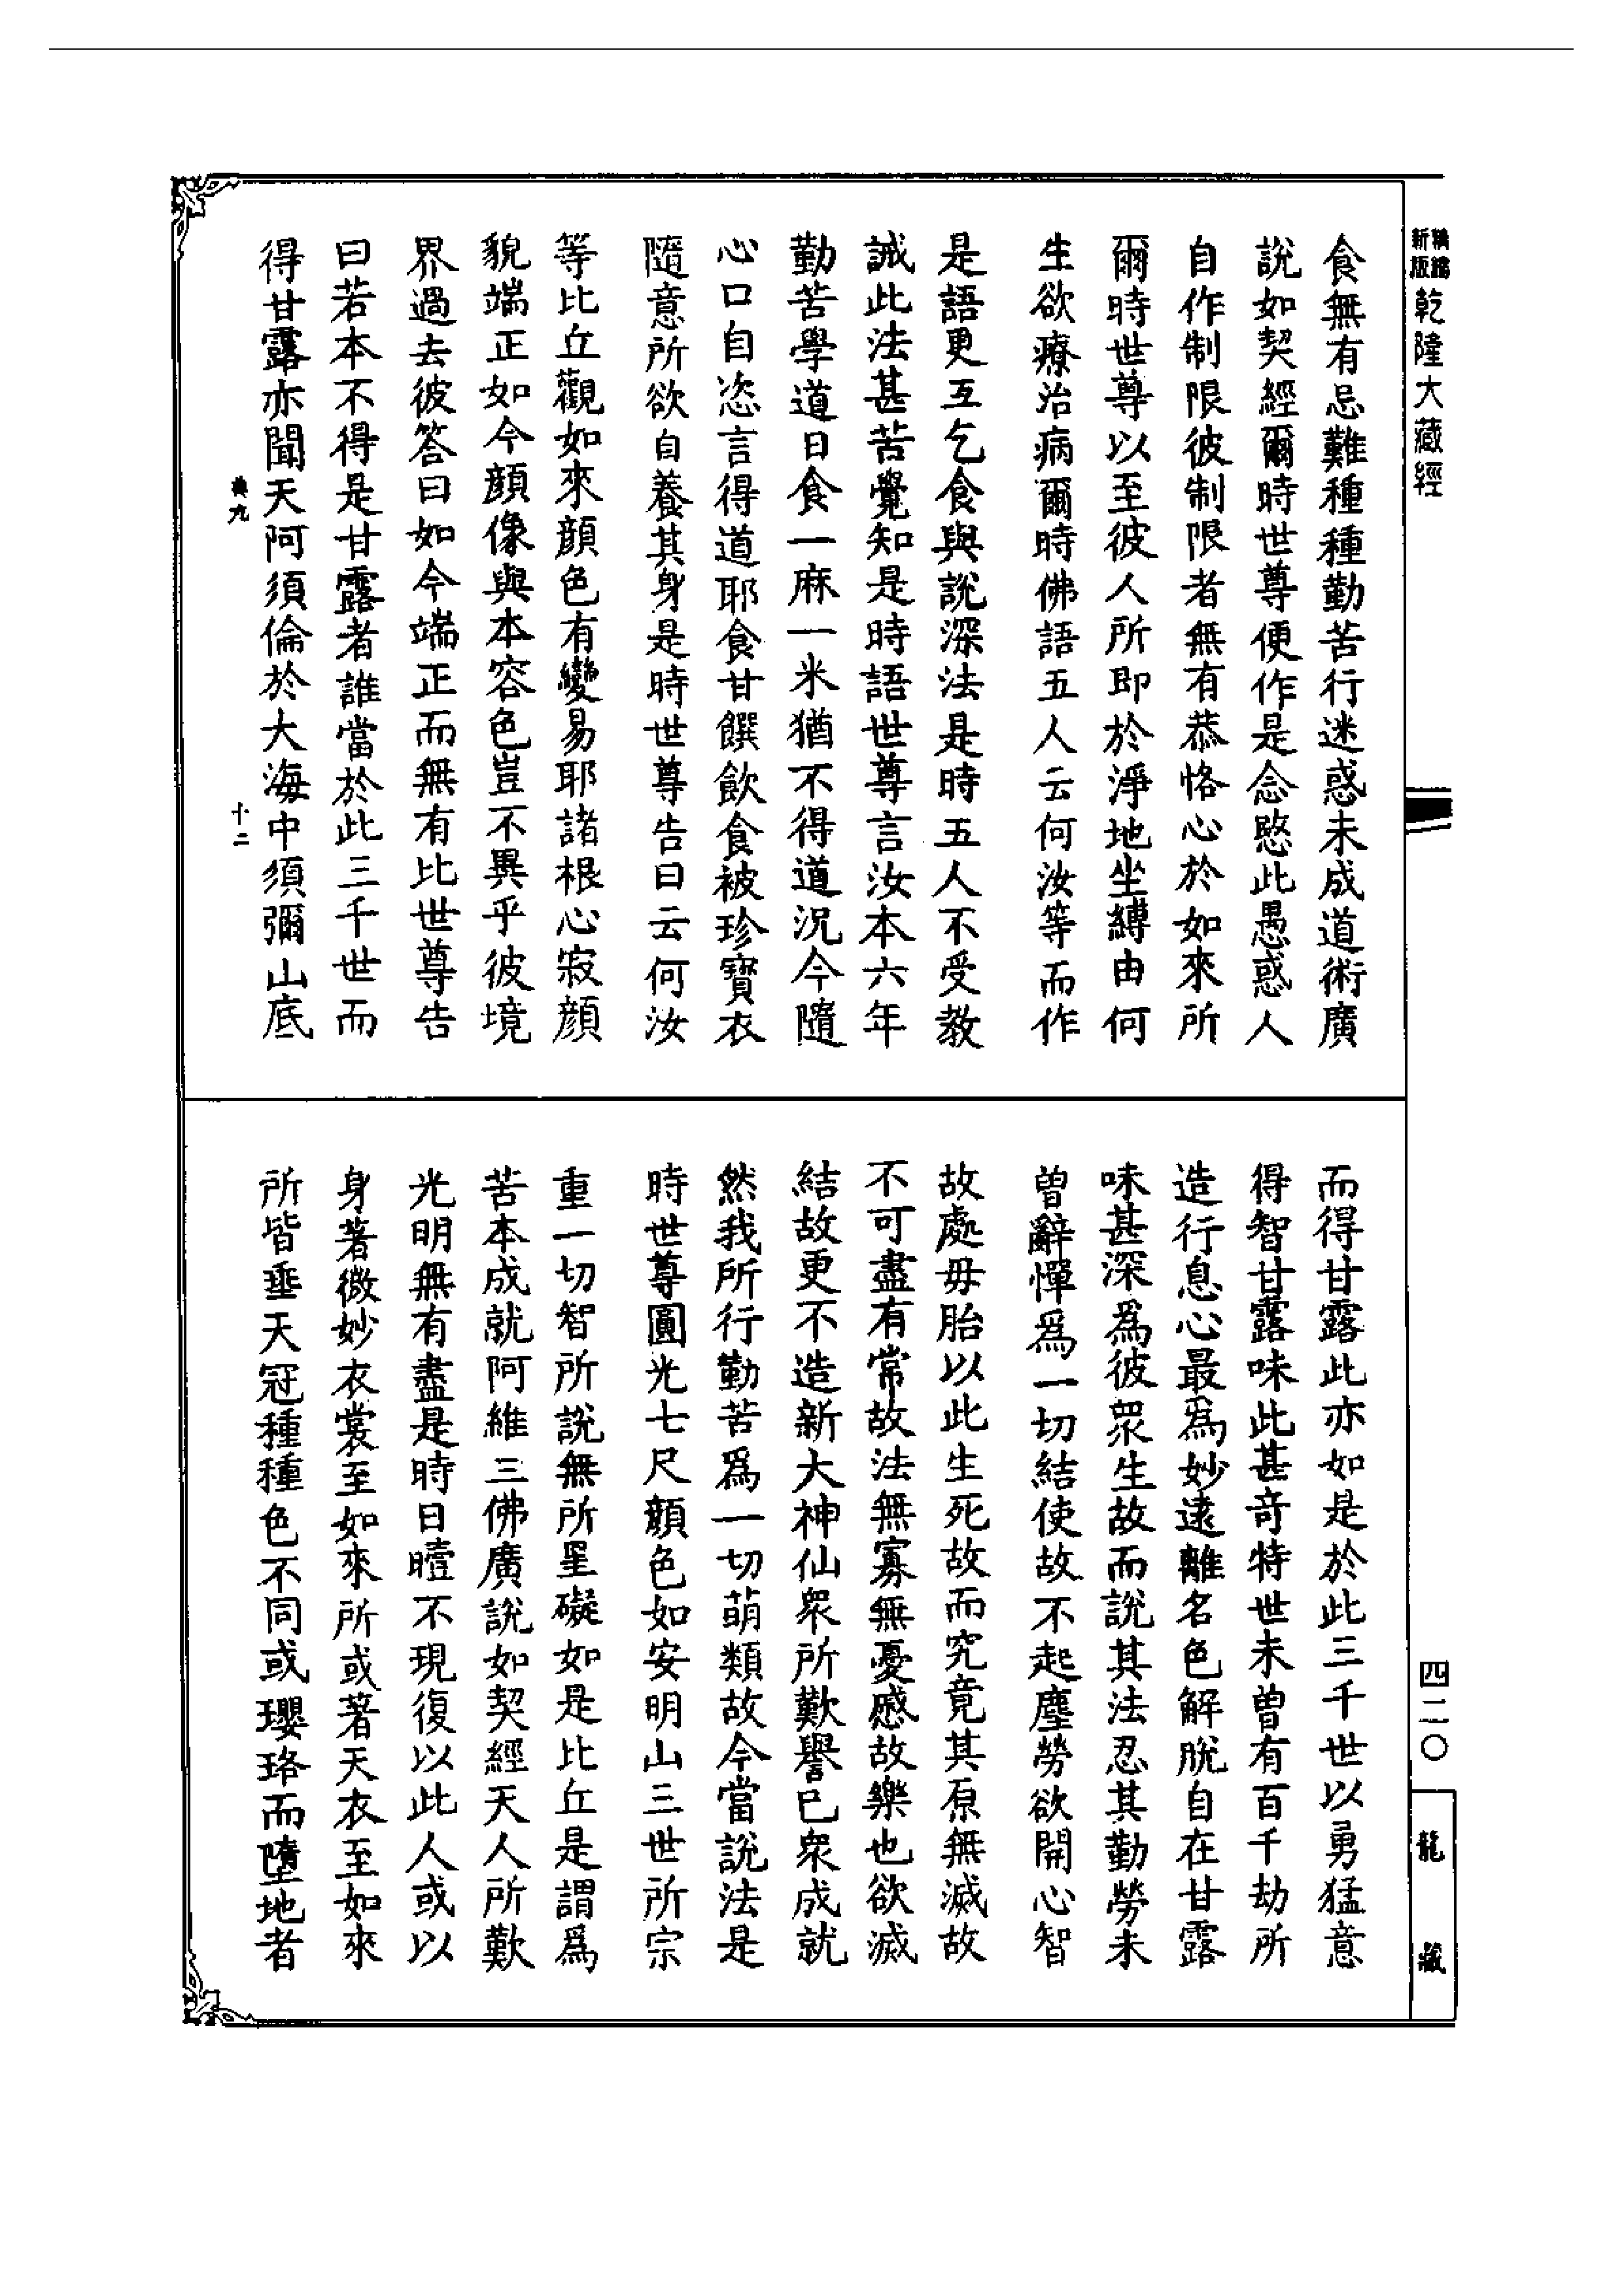 新編縮版
乾隆大藏經
食無有忌難種種勤苦行迷惑未成道術廣
說如契經爾時世尊便作是念愍此愚惑人
自作制限彼制限者無有恭恪心於如來所
爾時世尊以至彼人所即於淨地坐縛由何
生欲療治病爾時佛語五人云何汝等而作
是語更互乞食與說深法是時五人不受教
誡此法甚苦覺知是時語世尊言汝本六年
勤苦學道日食一麻一米猶不得道況今隨
心口自恣言得道耶食甘饌飲食被珍寶衣
隨意所欲自養其身是時世尊告曰云何汝
等比丘觀如來顏色有變易耶諸根心寂顏
貌端正如今顏像與本容色豈不異乎彼境
界過去彼答曰如今端正而無有比世尊告
曰若本不得是甘露者誰當於此三千世而
得甘露亦聞天阿須倫於大海中須彌山底
九
十二
而得甘露此亦如是於此三千世以勇猛意
得智甘露味此甚奇特世未曾有百千劫所
造行息心最為妙逮離名色解脫自在甘露
味甚深爲彼眾生故而說其法忍其勤勞未
曾辭憚爲一切結使故不起塵勞欲開心智
故處毋胎以此生死故而究竟其原無滅故
不可盡有常故法無寡無憂慼故樂也欲滅
結故更不造新大神仙眾所歎譽已衆成就
然我所行勤苦爲一切萌類故今當說法是
時世尊圓光七尺顏色如安明山三世所宗
重一切智所說無所罣礙如是比丘是謂爲
苦本成就阿維三佛廣說如契經天人所歎
光明無有盡是時日曀不現復以此人或以
身著微妙衣裳至如來所或著天衣至如來
所皆垂天冠種種色不同或瓔珞而墮地者
四二〇
龍藏